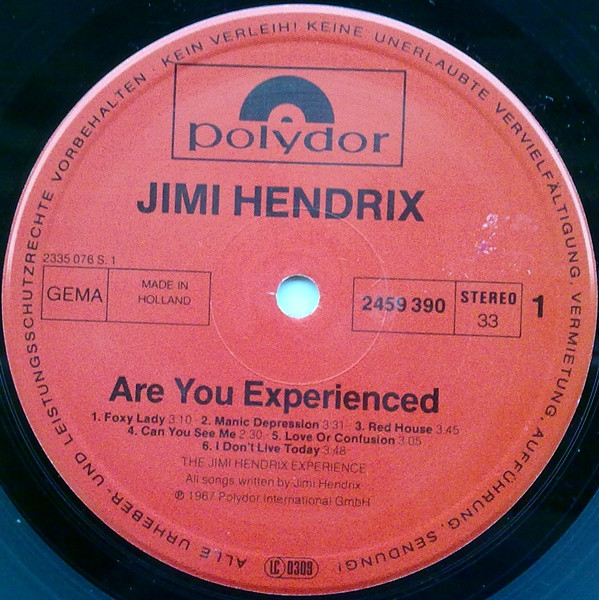 ALLE URHEBER- UND LEISTUNGSSCHUTZRECHTE VORBEHALTEN · KEIN VERLEIH! KEINE UNERLAUBTE VERVIELFÄLTIGUNG, VERMIETUNG, AUFFÜHRUNG, SENDUNG!
polydor
JIMI HENDRIX
2335 076 S. 1
GEMA
MADE IN
HOLLAND
2459 390
STEREO
33
1
Are You Experienced
1. Foxy Lady 3:10 · 2. Manic Depression 3:31 · 3. Red House 3:45
4. Can You See Me 2:30 · 5. Love Or Confusion 3:05
6. I Don't Live Today 3:48
THE JIMI HENDRIX EXPERIENCE
All songs written by Jimi Hendrix
℗ 1967 Polydor International GmbH
LC 0309